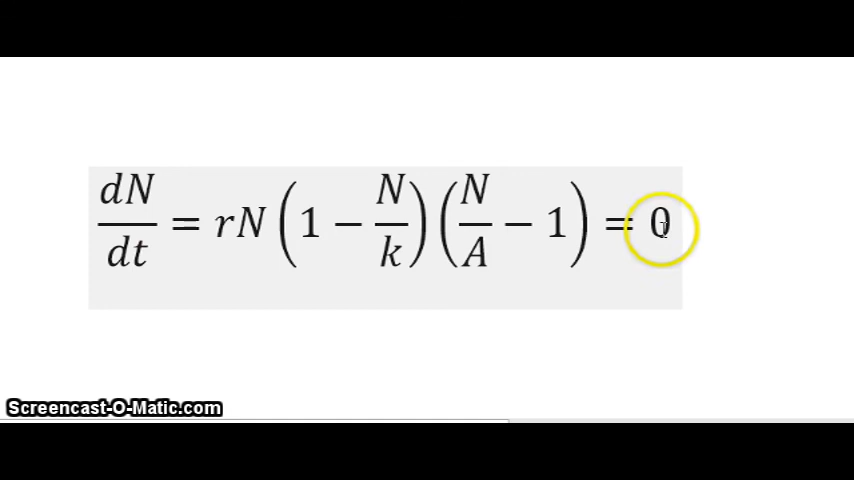 dN/dt = rN(1 − N/k)(N/A − 1) = 0
Screencast-O-Matic.com